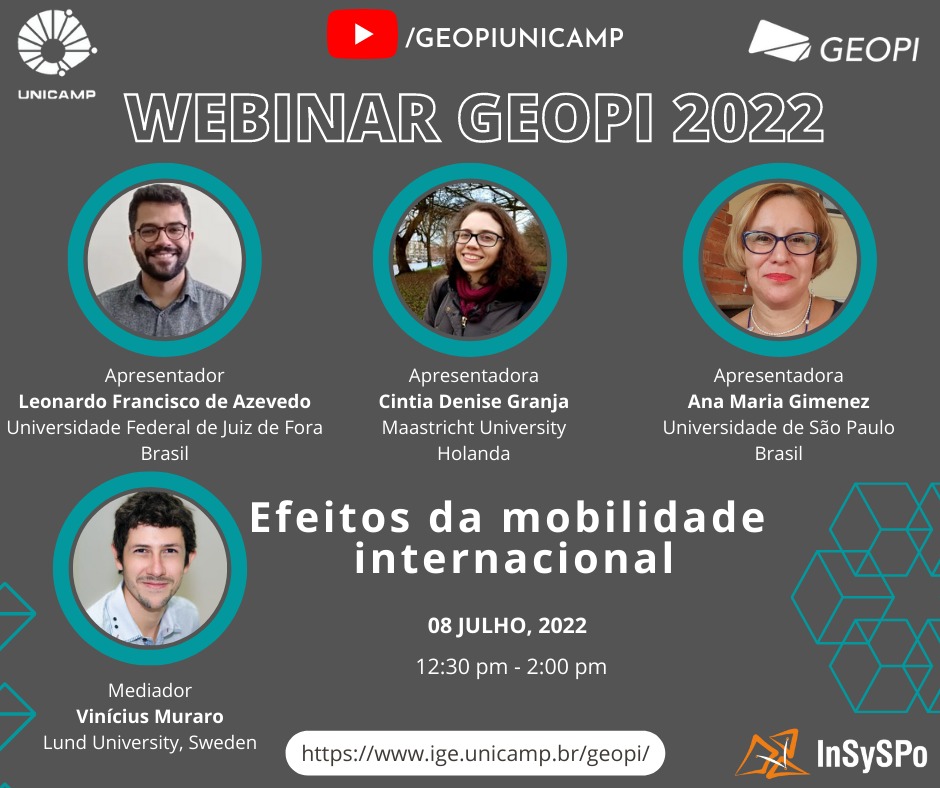 UNICAMP
/GEOPIUNICAMP
GEOPI
WEBINAR GEOPI 2022
Apresentador
Leonardo Francisco de Azevedo
Universidade Federal de Juiz de Fora
Brasil
Apresentadora
Cintia Denise Granja
Maastricht University
Holanda
Apresentadora
Ana Maria Gimenez
Universidade de São Paulo
Brasil
Mediador
Vinícius Muraro
Lund University, Sweden
Efeitos da mobilidade
internacional
08 JULHO, 2022
12:30 pm - 2:00 pm
https://www.ige.unicamp.br/geopi/
InSySPo